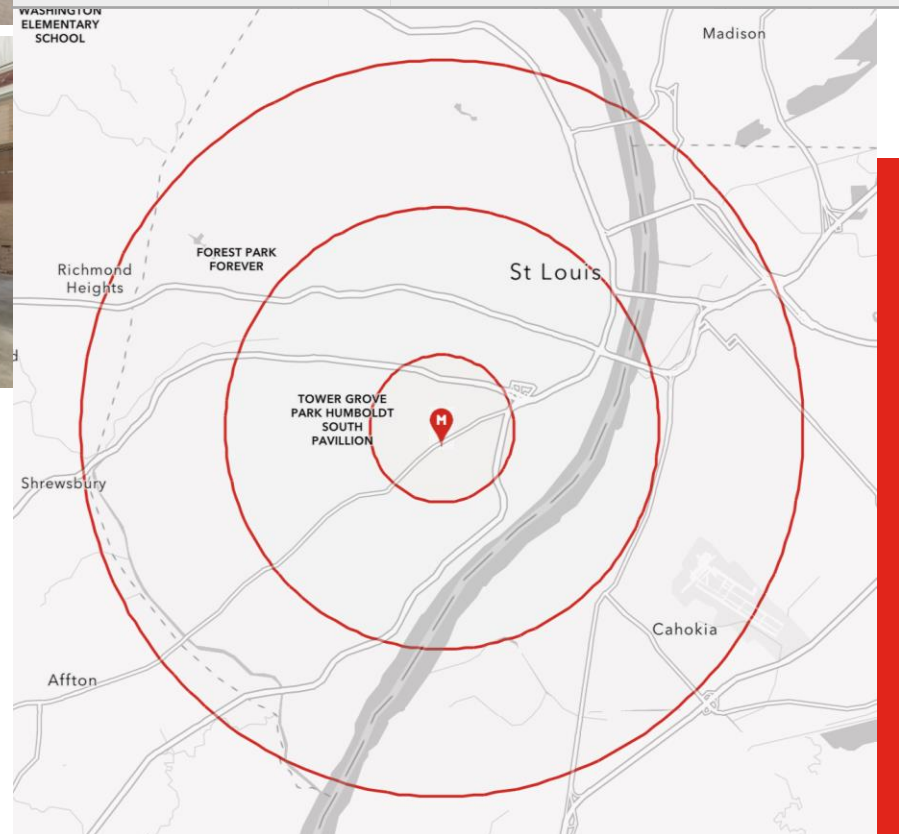 WASHINGTON
ELEMENTARY
SCHOOL
Madison
FOREST PARK
FOREVER
St Louis
Richmond
Heights
TOWER GROVE
PARK HUMBOLDT
SOUTH
PAVILLION
M
Shrewsbury
Cahokia
Affton